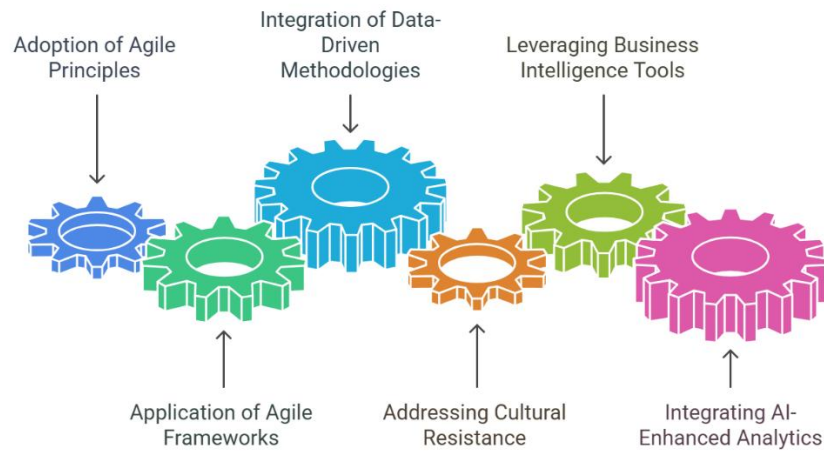 Adoption of Agile
Principles
Integration of Data-
Driven
Methodologies
Leveraging Business
Intelligence Tools
Application of Agile
Frameworks
Addressing Cultural
Resistance
Integrating AI-
Enhanced Analytics